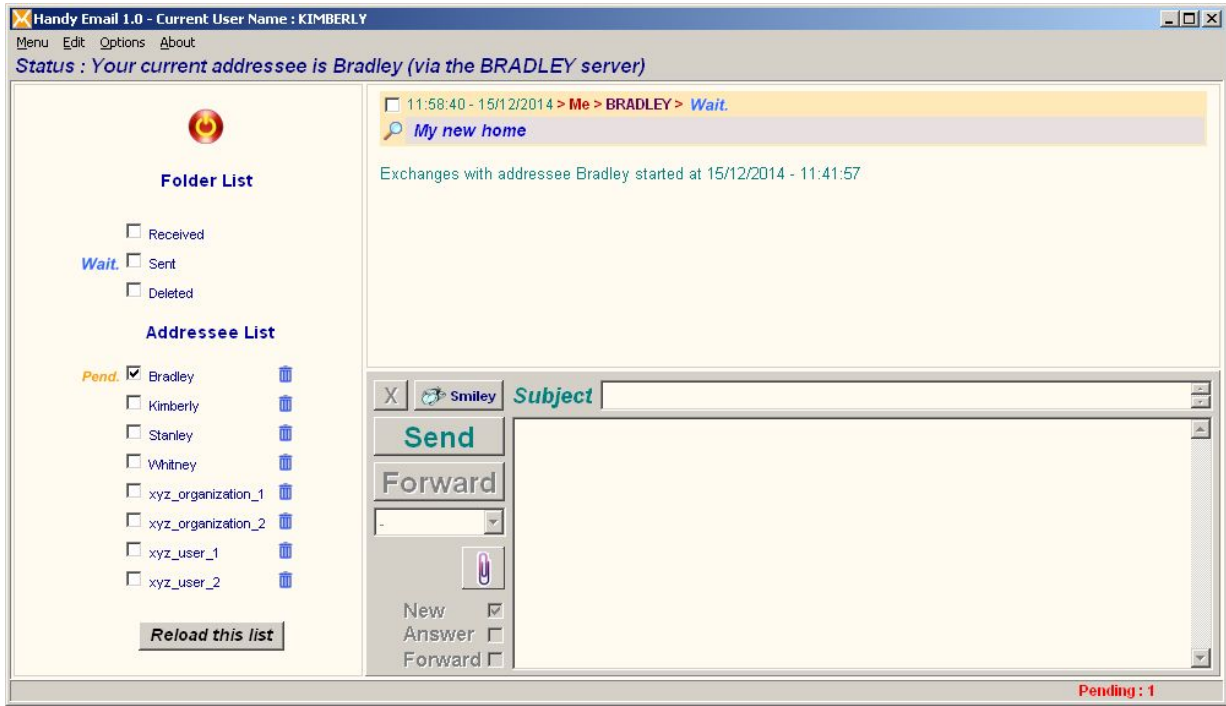 Handy Email 1.0 - Current User Name : KIMBERLY
Menu Edit Options About
Status : Your current addressee is Bradley (via the BRADLEY server)
Folder List
Received
Wait. Sent
Deleted
Addressee List
Pend. Bradley
Kimberly
Stanley
Whitney
xyz_organization_1
xyz_organization_2
xyz_user_1
xyz_user_2
Reload this list
11:58:40 - 15/12/2014 > Me > BRADLEY > Wait.
My new home
Exchanges with addressee Bradley started at 15/12/2014 - 11:41:57
X Smiley Subject
Send
Forward
-
New
Answer
Forward
Pending : 1